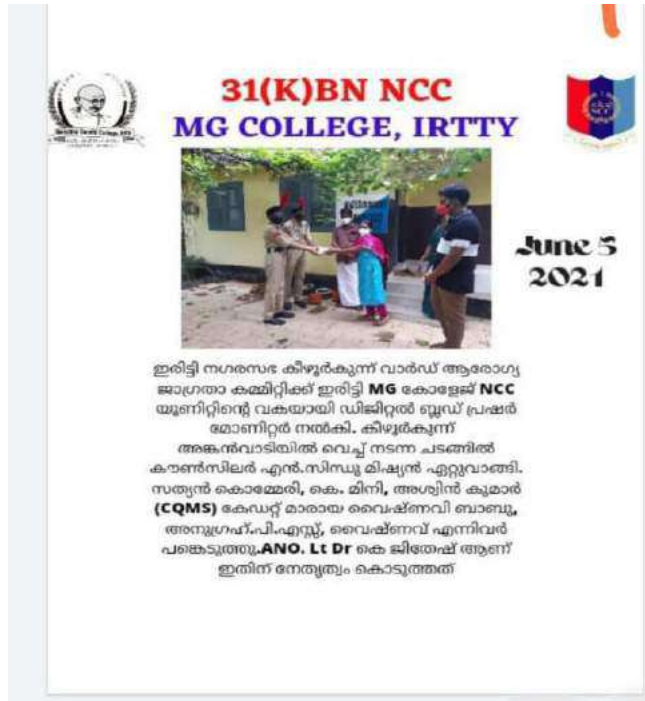 31(K)BN NCC
MG COLLEGE, IRTTY
June 5
2021
ഇരിട്ടി നഗരസഭ കീഴൂർകുന്ന് വാർഡ് ആരോഗ്യ
ജാഗ്രതാ കമ്മിറ്റിക്ക് ഇരിട്ടി MG കോളേജ് NCC
യൂണിറ്റിന്റെ വകയായി ഡിജിറ്റൽ ബ്ലഡ് പ്രഷർ
മോണിറ്റർ നൽകി. കീഴൂർകുന്ന്
അങ്കൻവാടിയിൽ വെച്ച് നടന്ന ചടങ്ങിൽ
കൗൺസിലർ എൻ.സിന്ധു മിഷ്യൻ ഏറ്റുവാങ്ങി.
സത്യൻ കൊമ്മേരി, കെ. മിനി, അശ്വിൻ കുമാർ
(CQMS) കേഡറ്റ് മാരായ വൈഷ്ണവി ബാബു,
അനുഗ്രഹ്.പി.എസ്സ്, വൈഷ്ണവ് എന്നിവർ
പങ്കെടുത്തു.ANO. Lt Dr കെ ജിതേഷ് ആണ്
ഇതിന് നേതൃത്വം കൊടുത്തത്